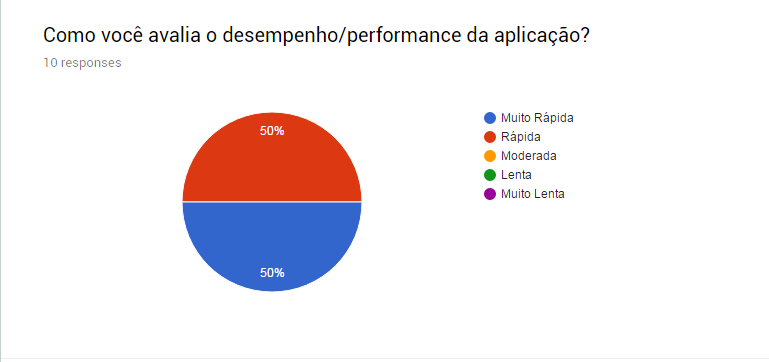 Como você avalia o desempenho/performance da aplicação?
10 responses
50%
50%
Muito Rápida
Rápida
Moderada
Lenta
Muito Lenta